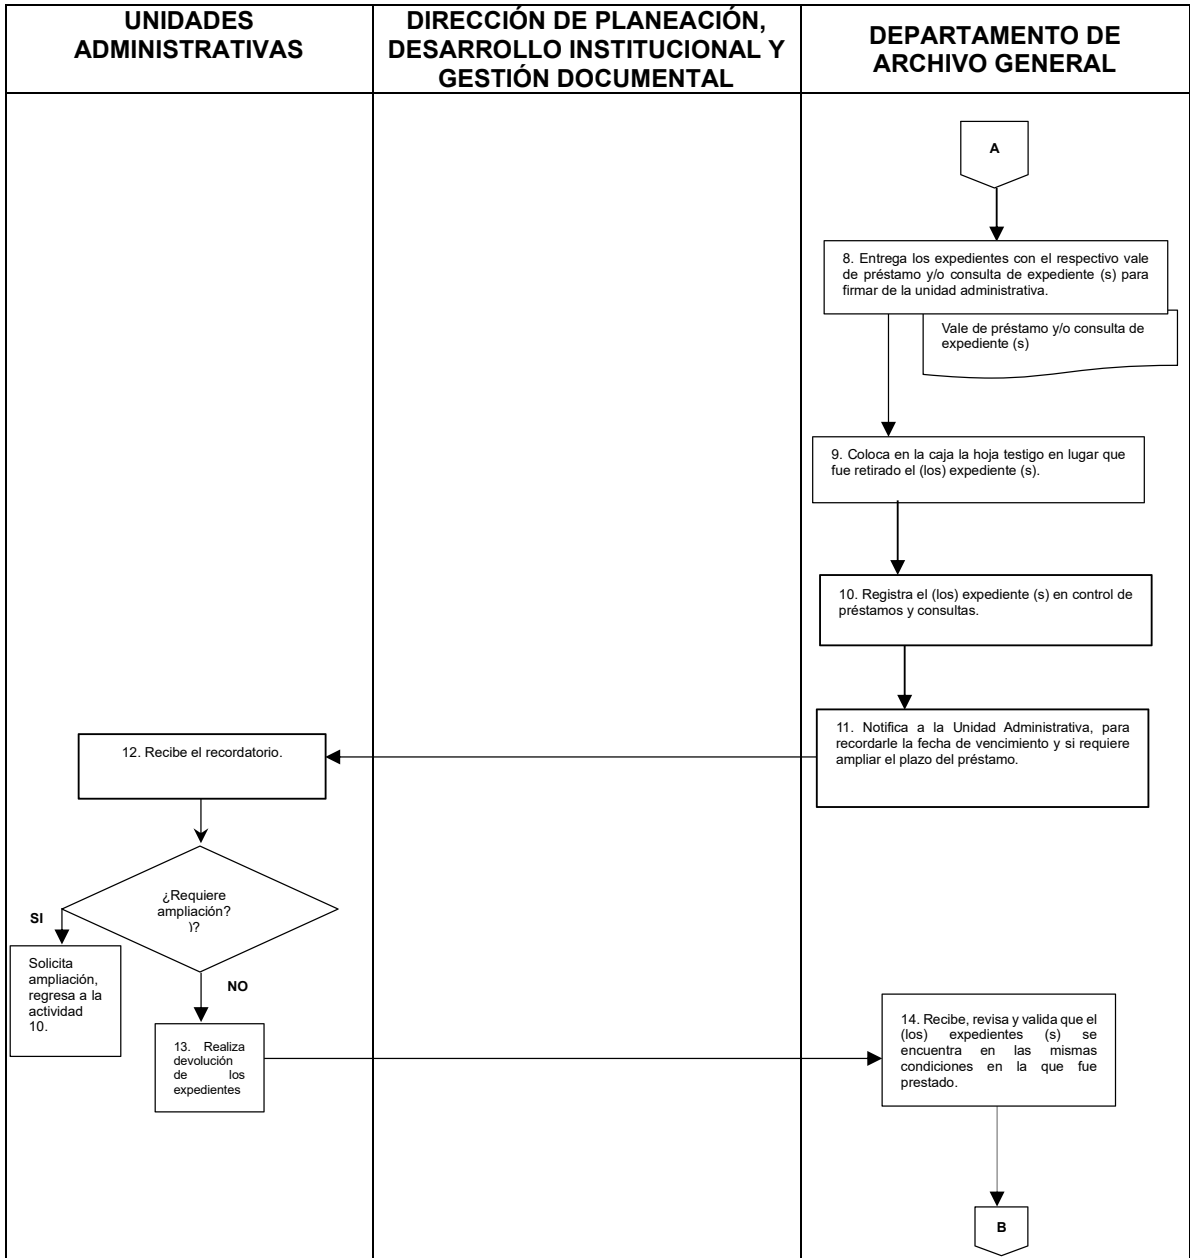 UNIDADES
ADMINISTRATIVAS
DIRECCIÓN DE PLANEACIÓN,
DESARROLLO INSTITUCIONAL Y
GESTIÓN DOCUMENTAL
DEPARTAMENTO DE
ARCHIVO GENERAL
A
8. Entrega los expedientes con el respectivo vale
de préstamo y/o consulta de expediente (s) para
firmar de la unidad administrativa.
Vale de préstamo y/o consulta de
expediente (s)
9. Coloca en la caja la hoja testigo en lugar que
fue retirado el (los) expediente (s).
10. Registra el (los) expediente (s) en control de
préstamos y consultas.
11. Notifica a la Unidad Administrativa, para
recordarle la fecha de vencimiento y si requiere
ampliar el plazo del préstamo.
12. Recibe el recordatorio.
¿Requiere
ampliación?
)?
SI
Solicita
ampliación,
regresa a la
actividad
10.
NO
13. Realiza
devolución
de los
expedientes
14. Recibe, revisa y valida que el
(los) expedientes (s) se
encuentra en las mismas
condiciones en la que fue
prestado.
B